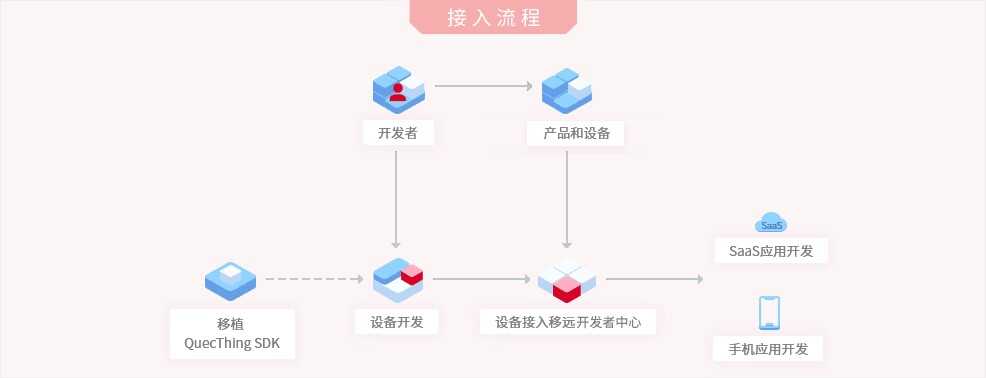 接入流程
开发者
产品和设备
SaaS
SaaS应用开发
移植
QuecThing SDK
设备开发
设备接入移远开发者中心
手机应用开发